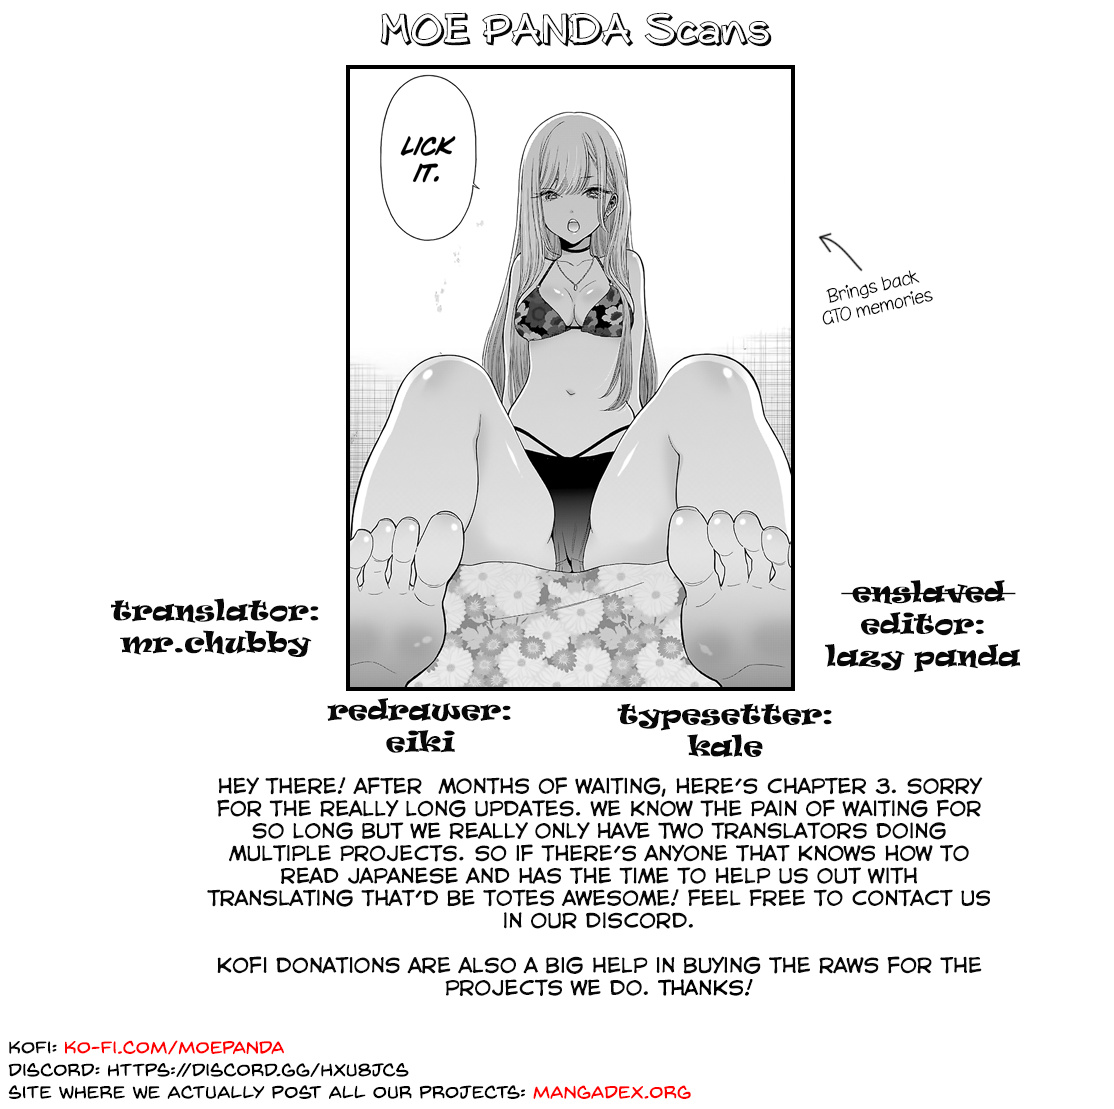 MOE PANDA Scans
LICK
IT.
Brings back
GTO memories
translator:
mr.chubby
enslaved
editor:
lazy panda
redrawer:
eiki
typesetter:
kale
HEY THERE! AFTER MONTHS OF WAITING, HERE'S CHAPTER 3. SORRY
FOR THE REALLY LONG UPDATES. WE KNOW THE PAIN OF WAITING FOR
SO LONG BUT WE REALLY ONLY HAVE TWO TRANSLATORS DOING
MULTIPLE PROJECTS. SO IF THERE'S ANYONE THAT KNOWS HOW TO
READ JAPANESE AND HAS THE TIME TO HELP US OUT WITH
TRANSLATING THAT'D BE TOTES AWESOME! FEEL FREE TO CONTACT US
IN OUR DISCORD.
KOFI DONATIONS ARE ALSO A BIG HELP IN BUYING THE RAWS FOR THE
PROJECTS WE DO. THANKS!
KOFI: KO-FI.COM/MOEPANDA
DISCORD: HTTPS://DISCORD.GG/HXU8JCS
SITE WHERE WE ACTUALLY POST ALL OUR PROJECTS: MANGADEX.ORG